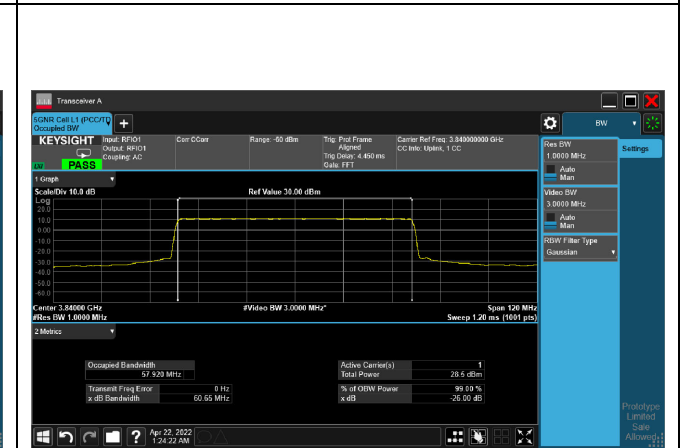 Transceiver A
5GNR Cell L1 (PCC/TD
Occupied BW
KEYSIGHT
PASS
Input: RFIO1
Output: RFIO1
Coupling: AC
Corr CCorr
Range: -60 dBm
Trig: Prot Frame
Aligned
Trig Delay: 4.450 ms
Gate: FFT
Carrier Ref Freq: 3.840000000 GHz
CC Info: Uplink, 1 CC
1 Graph
Scale/Div 10.0 dB
Ref Value 30.00 dBm
Log
20.0
10.0
0.00
-10.0
-20.0
-30.0
-40.0
-50.0
-60.0
Center 3.84000 GHz
#Video BW 3.0000 MHz*
Span 120 MHz
#Res BW 1.0000 MHz
Sweep 1.20 ms (1001 pts)
2 Metrics
Occupied Bandwidth
57.920 MHz
Active Carrier(s) 1
Total Power 28.5 dBm
Transmit Freq Error 0 Hz
x dB Bandwidth 60.65 MHz
% of OBW Power 99.00 %
x dB -26.00 dB
BW
Res BW
1.0000 MHz
Auto
Man
Video BW
3.0000 MHz
Auto
Man
RBW Filter Type
Gaussian
Settings
Prototype
Limited
Sale
Allowed
?
Apr 22, 2022
1:24:22 AM